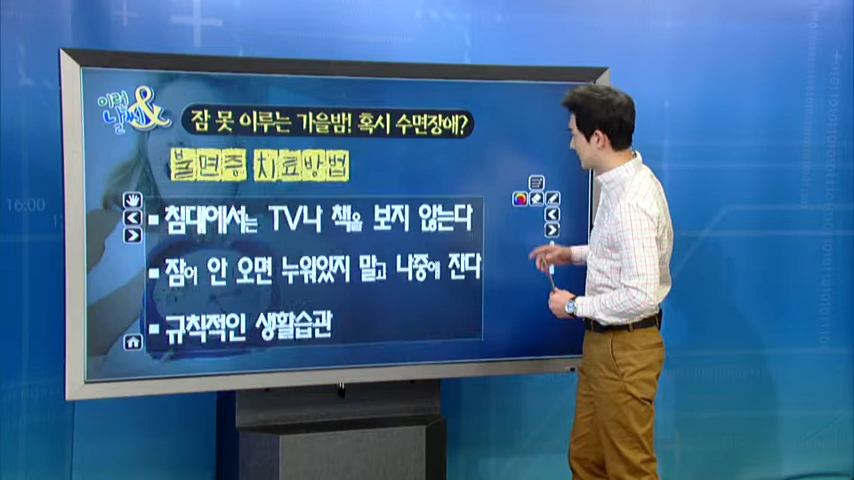 이런 날씨 &
잠 못 이루는 가을밤! 혹시 수면장애?
불면증 치료방법
침대에서는 TV나 책을 보지 않는다
잠이 안 오면 누워있지 말고 나중에 잔다
규칙적인 생활습관
16:00